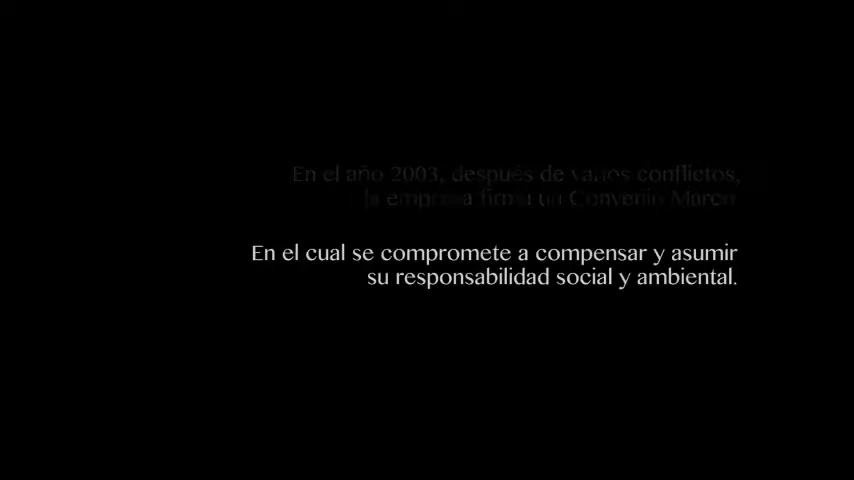 En el año 2003, después de varios conflictos,
la empresa firma un Convenio Marco
En el cual se compromete a compensar y asumir
su responsabilidad social y ambiental.